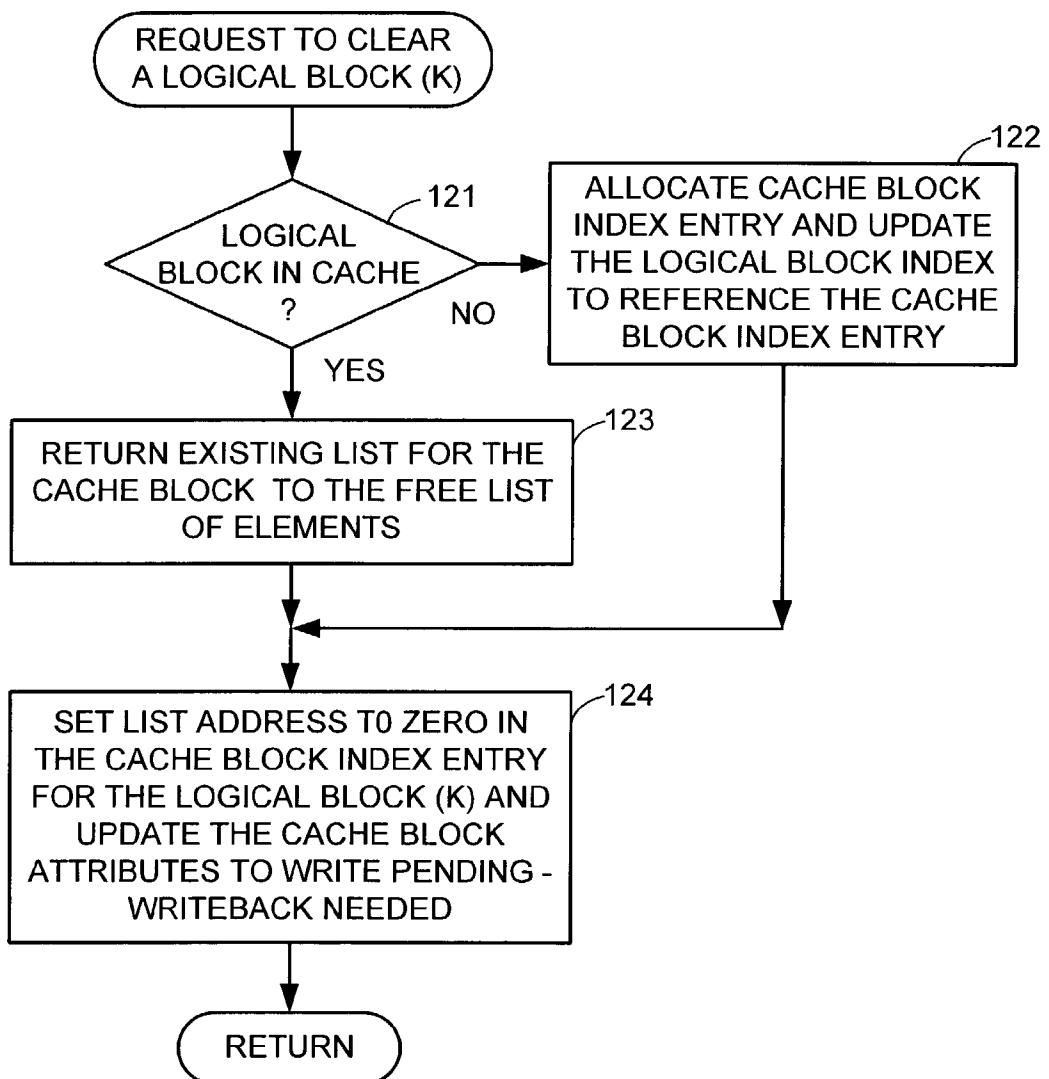 REQUEST TO CLEAR
A LOGICAL BLOCK (K)
121
LOGICAL
BLOCK IN CACHE
?
NO
YES
122
ALLOCATE CACHE BLOCK
INDEX ENTRY AND UPDATE
THE LOGICAL BLOCK INDEX
TO REFERENCE THE CACHE
BLOCK INDEX ENTRY
123
RETURN EXISTING LIST FOR THE
CACHE BLOCK TO THE FREE LIST
OF ELEMENTS
124
SET LIST ADDRESS T0 ZERO IN
THE CACHE BLOCK INDEX ENTRY
FOR THE LOGICAL BLOCK (K) AND
UPDATE THE CACHE BLOCK
ATTRIBUTES TO WRITE PENDING -
WRITEBACK NEEDED
RETURN